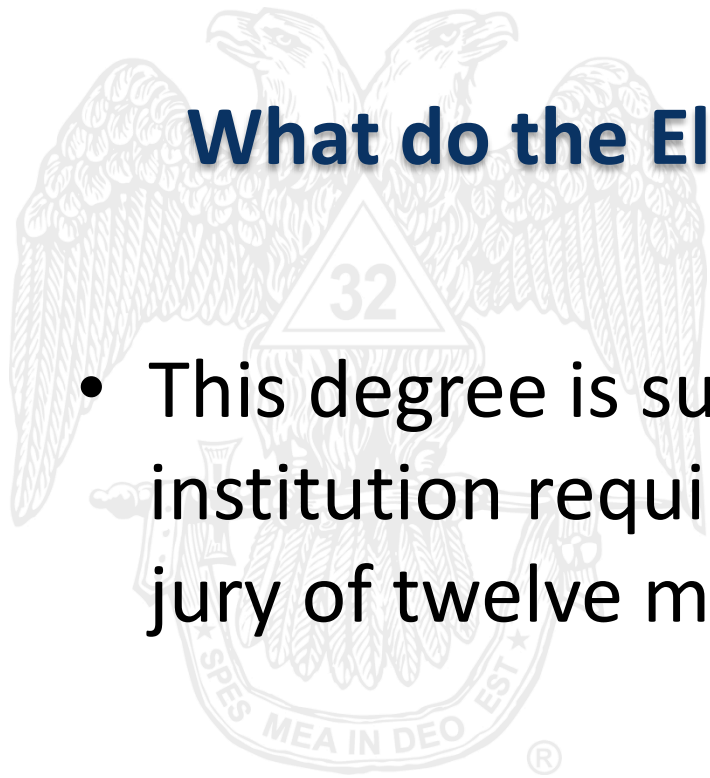 What do the El
32
• This degree is su
institution requi
jury of twelve m
SPES MEA IN DEO EST
®